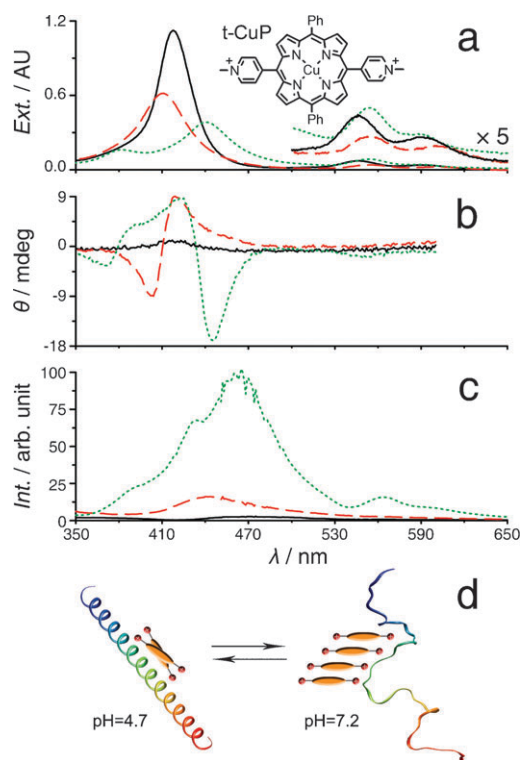 t-CuP
a
Ph
N
N
N
N
Cu
+
N
+
N
Ph
Ext. / AU
1.2
0.6
0.0
× 5
b
θ / mdeg
9
0
-9
-18
c
Int. / arb. unit
100
75
50
25
0
350 410 470 530 590 650
λ / nm
d
pH=4.7
pH=7.2